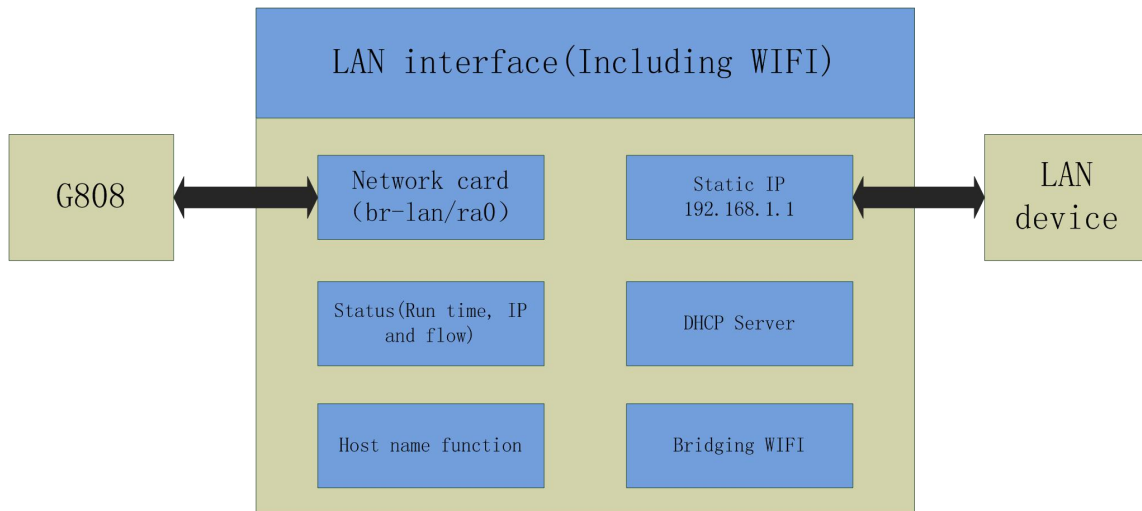 LAN interface(Including WIFI)
G808
Network card
(br-lan/ra0)
Static IP
192.168.1.1
LAN
device
Status(Run time, IP
and flow)
DHCP Server
Host name function
Bridging WIFI